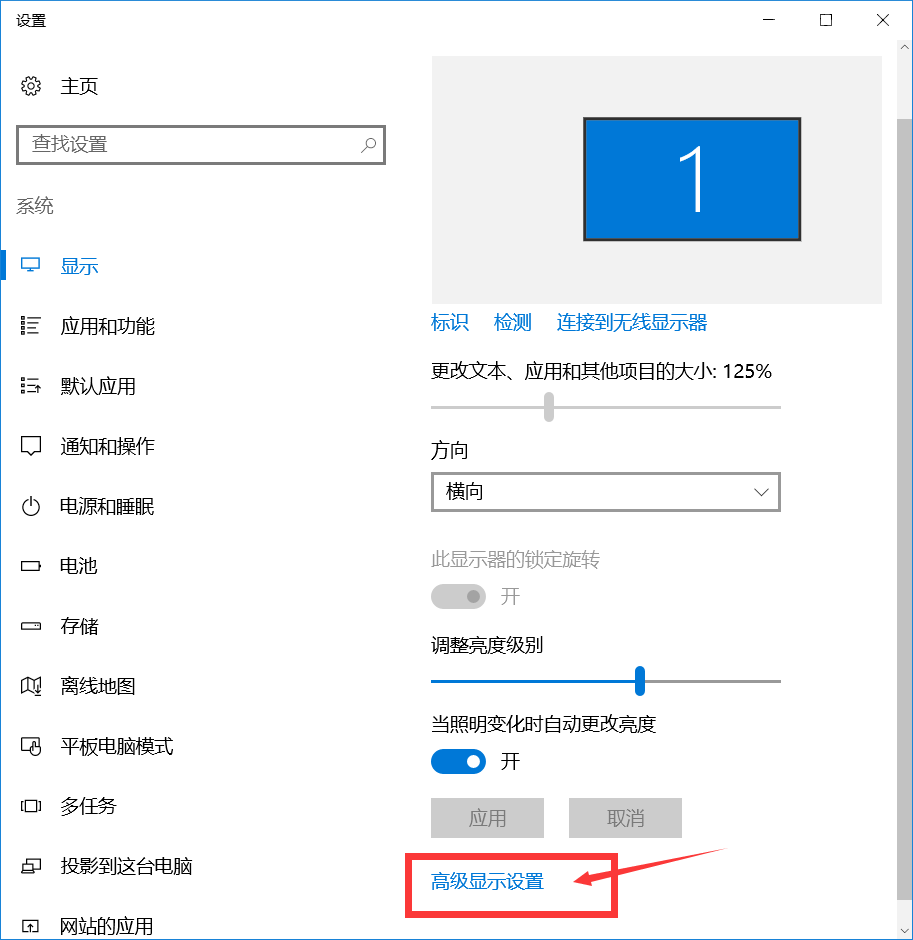 设置
主页
查找设置
系统
显示
应用和功能
默认应用
通知和操作
电源和睡眠
电池
存储
离线地图
平板电脑模式
多任务
投影到这台电脑
网站的应用
1
标识 检测 连接到无线显示器
更改文本、应用和其他项目的大小: 125%
方向
横向
此显示器的锁定旋转
开
调整亮度级别
当照明变化时自动更改亮度
开
应用 取消
高级显示设置